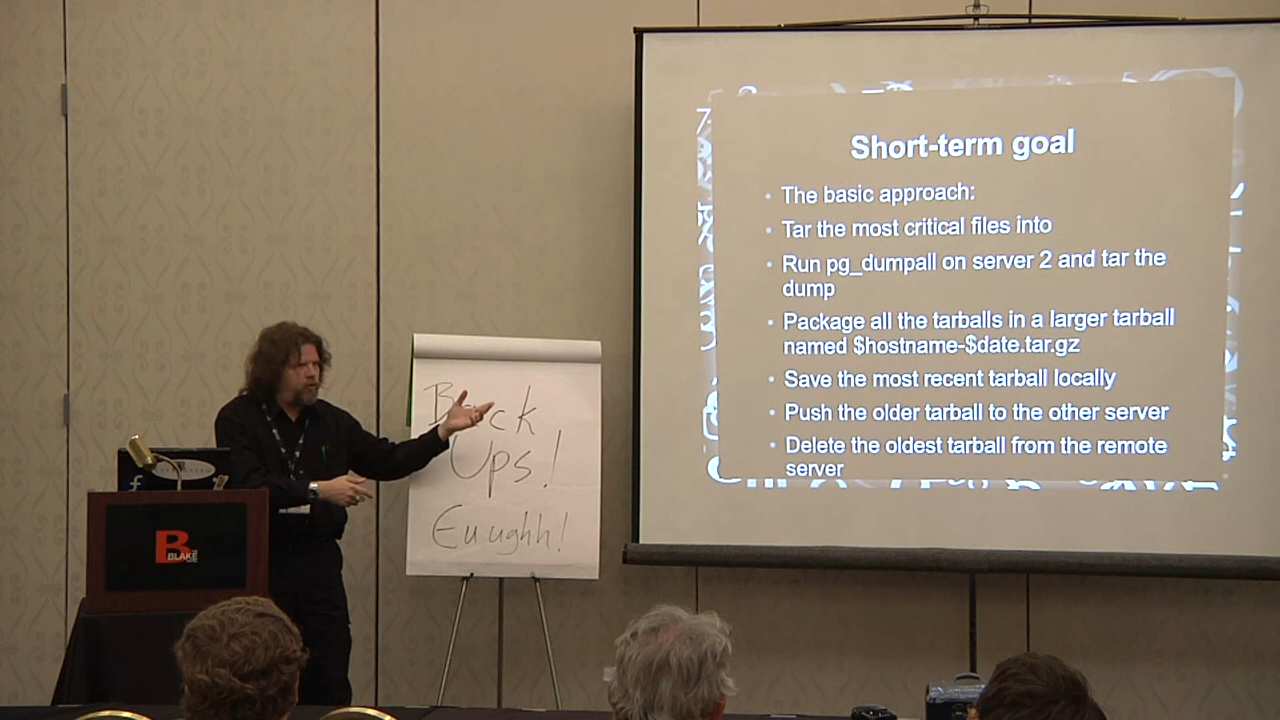 Short-term goal
The basic approach:
Tar the most critical files into
Run pg_dumpall on server 2 and tar the
dump
Package all the tarballs in a larger tarball
named $hostname-$date.tar.gz
Save the most recent tarball locally
Push the older tarball to the other server
Delete the oldest tarball from the remote
server
Back
Ups!
Euughh!
B
BLAKE
f